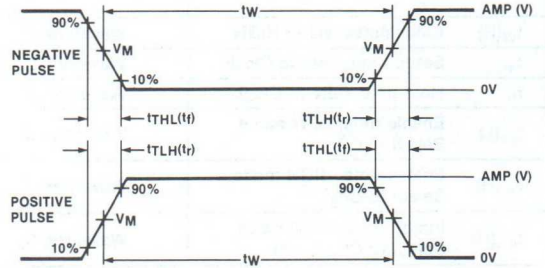 tW
90% 90% AMP (V)
NEGATIVE PULSE VM VM
10% 10%
0V
tTHL(tf) tTLH(tr)
tTLH(tr) tTHL(tf)
AMP (V)
POSITIVE PULSE 90% 90%
VM VM
10% 10%
tW 0V